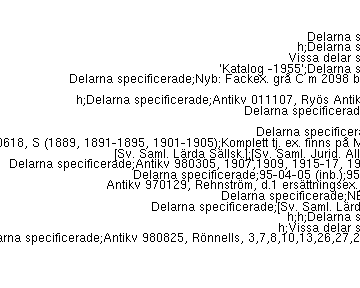 Delarna s
h;Delarna s
Vissa delar s
'Katalog -1955';Delarna s
Delarna specificerade;Nyb: Fackex. grå C m 2098 b
h;Delarna specificerade;Antikv 011107, Ryös Antik
Delarna specificerad
Delarna specificera
0618, S (1889, 1891-1895, 1901-1905);Komplett tj. ex. finns på M
[Sv. Saml. Lärda Sällsk.];[Sv. Saml. Jurid. All
Delarna specificerade;Antikv 980305, 1907,1909, 1915-17, 19
Delarna specificerade;95-04-05 (inb.);95
Antikv 970129, Rehnström, d.1 ersättningsex.
Delarna specificerade;NE
Delarna specificerade;[Sv. Saml. Lärd
h;h;Delarna s
h;Vissa delar s
arna specificerade;Antikv 980825, Rönnells, 3,7,8,10,13,26,27,2